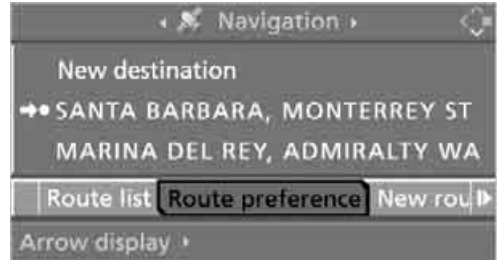 Navigation
New destination
SANTA BARBARA, MONTERREY ST
MARINA DEL REY, ADMIRALTY WA
Route list Route preference New rou
Arrow display